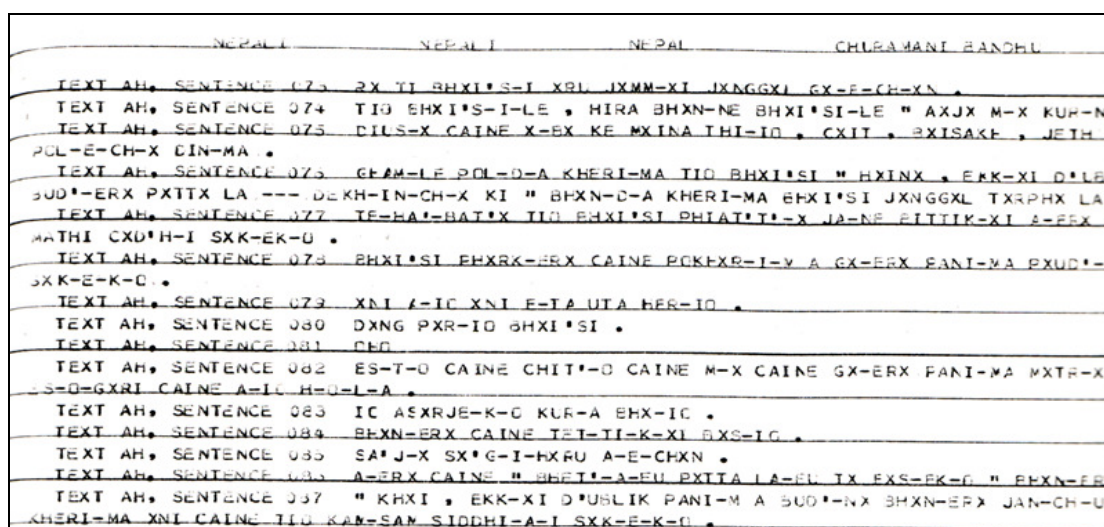 NEPALI NEPALI NEPAL CHURAMANI BANDHU
TEXT AH, SENTENCE 073 RX TI BHXI'S-I XRU JXMM-XI JXNGGXL GX-E-CH-XN .
TEXT AH, SENTENCE 074 TIO BHXI'S-I-LE , HIRA BHXN-NE BHXI'SI-LE " AXJX M-X KUR-N
TEXT AH, SENTENCE 075 DIUS-X CAINE X-BX KE MXINA THI-IO , CXIT , BXISAKH , JETH
POL-E-CH-X DIN-MA .
TEXT AH, SENTENCE 076 GHAM-LE POL-D-A KHERI-MA TIO BHXI'SI " HXINX , EKK-XI D'UB
BUD'-ERX PXTTX LA --- DEKH-IN-CH-X KI " BHXN-D-A KHERI-MA BHXI'SI JXNGGXL TXRPHX LA
TEXT AH, SENTENCE 077 TE-HA'-BAT'X TIO BHXI'SI PHIAT'T'-X JA-NE BITTIK-XI A-ERX
MATHI CXD'H-I SXK-EK-O .
TEXT AH, SENTENCE 078 BHXI'SI PHXRK-ERX CAINE POKHXR-I-M A GX-ERX PANI-MA PXUD'-
SXK-E-K-O .
TEXT AH, SENTENCE 079 XNI A-IO XNI E-TA UTA HER-IO .
TEXT AH, SENTENCE 080 DXNG PXR-IO BHXI'SI .
TEXT AH, SENTENCE 081 OHO
TEXT AH, SENTENCE 082 ES-T-O CAINE CHIT'-O CAINE M-X CAINE GX-ERX PANI-MA MXTR-X
ES-O-GXRI CAINE A-IO H-O-L-A .
TEXT AH, SENTENCE 083 IO ASXRJE-K-O KUR-A BHX-IO .
TEXT AH, SENTENCE 084 BHXN-ERX CAINE TET-TI-K-XI BXS-IO .
TEXT AH, SENTENCE 085 SA'J-X SX'G-I-HXRU A-E-CHXN .
TEXT AH, SENTENCE 086 A-ERX CAINE " BHET'-A-EU PXTTA LA-EU TX EXS-EK-O " BHXN-ER
TEXT AH, SENTENCE 087 " KHXI , EKK-XI D'UBLIK PANI-M A BUD'-NX BHXN-ERX JAN-CH-U
KHERI-MA XNI CAINE TIO KAM-SAM SIDDHI-A-I SXK-E-K-O .